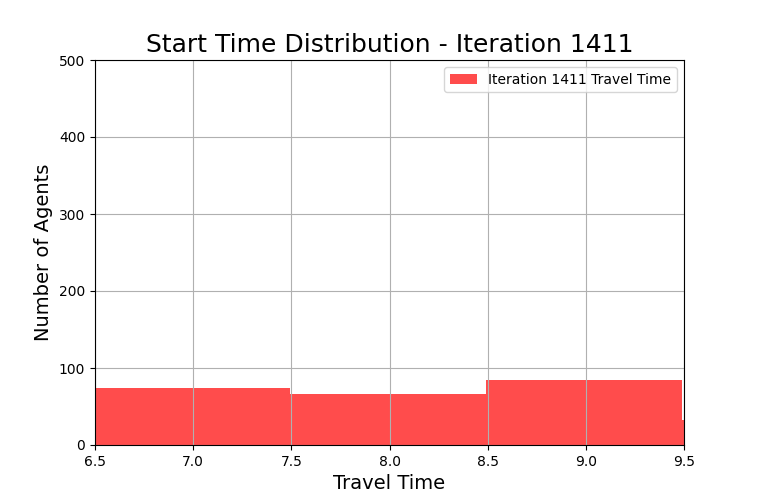 Start Time Distribution - Iteration 1411
500
Iteration 1411 Travel Time
400
300
200
100
0
Number of Agents
6.5 7.0 7.5 8.0 8.5 9.0 9.5
Travel Time